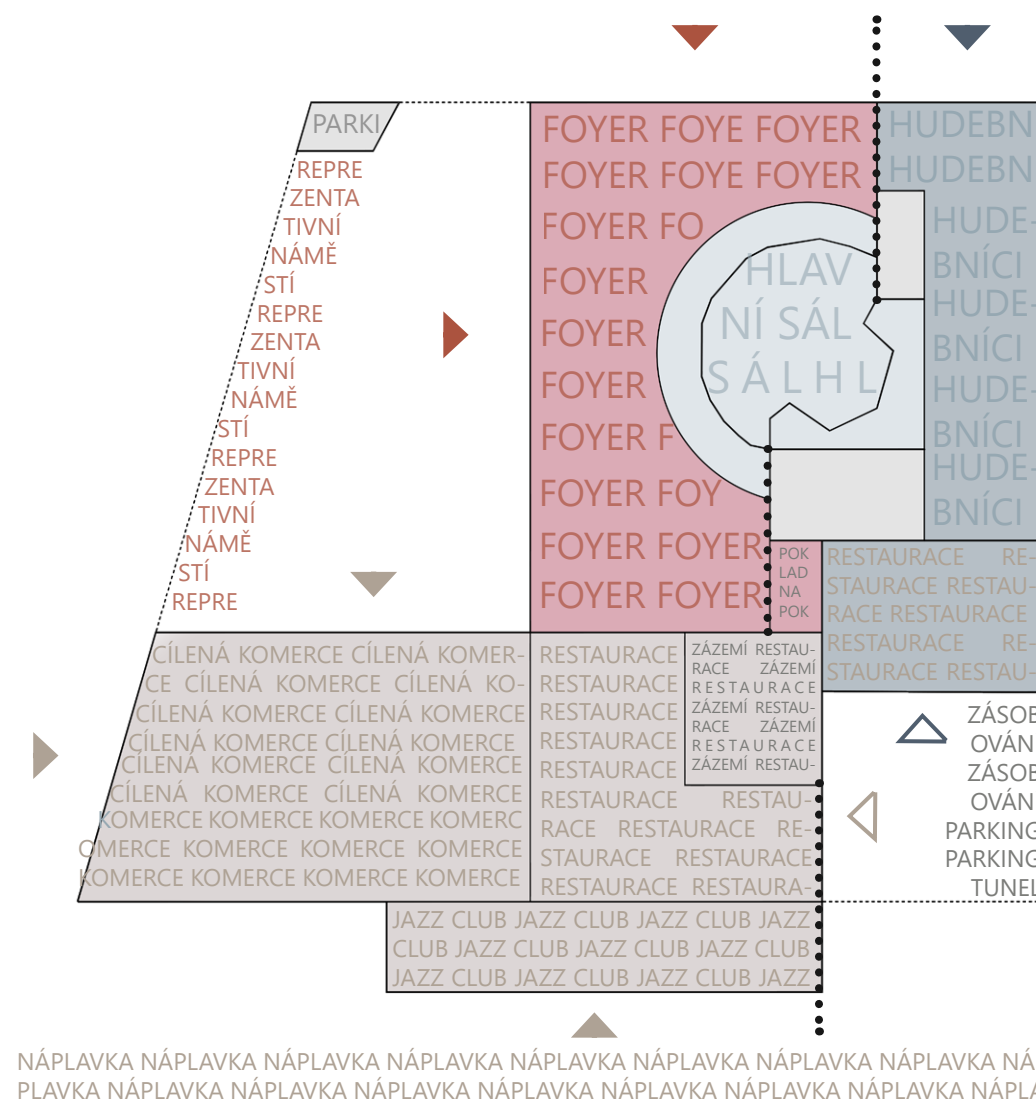 PARKI
REPRE
ZENTA
TIVNÍ
NÁMĚ
STÍ
REPRE
ZENTA
TIVNÍ
NÁMĚ
STÍ
REPRE
ZENTA
TIVNÍ
NÁMĚ
STÍ
REPRE
FOYER FOYE FOYER
FOYER FOYE FOYER
FOYER FO
FOYER
FOYER
FOYER
FOYER F
FOYER FOY
FOYER FOYER
FOYER FOYER
HLAV
NÍ SÁL
SÁLHL
HUDEBNI
HUDEBNI
HUDE-
BNÍCI
HUDE-
BNÍCI
HUDE-
BNÍCI
HUDE-
BNÍCI
POK
LAD
NA
POK
RESTAURACE RE-
STAURACE RESTAU-
RACE RESTAURACE
RESTAURACE RE-
STAURACE RESTAU-
CÍLENÁ KOMERCE CÍLENÁ KOMER-
CE CÍLENÁ KOMERCE CÍLENÁ KO-
CÍLENÁ KOMERCE CÍLENÁ KOMERCE
CÍLENÁ KOMERCE CÍLENÁ KOMERCE
CÍLENÁ KOMERCE CÍLENÁ KOMERCE
CÍLENÁ KOMERCE CÍLENÁ KOMERCE
KOMERCE KOMERCE KOMERCE KOMERC
OMERCE KOMERCE KOMERCE KOMERCE
KOMERCE KOMERCE KOMERCE KOMERCE
RESTAURACE
RESTAURACE
RESTAURACE
RESTAURACE
RESTAURACE
RESTAURACE RESTAU-
RACE RESTAURACE RE-
STAURACE RESTAURACE
RESTAURACE RESTAURA-
ZÁZEMÍ RESTAU-
RACE ZÁZEMÍ
RESTAURACE
ZÁZEMÍ RESTAU-
RACE ZÁZEMÍ
RESTAURACE
ZÁZEMÍ RESTAU-
ZÁSOB
OVÁN
ZÁSOB
OVÁN
PARKING
PARKING
TUNEL
JAZZ CLUB JAZZ CLUB JAZZ CLUB JAZZ
CLUB JAZZ CLUB JAZZ CLUB JAZZ CLUB
JAZZ CLUB JAZZ CLUB JAZZ CLUB JAZZ
NÁPLAVKA NÁPLAVKA NÁPLAVKA NÁPLAVKA NÁPLAVKA NÁPLAVKA NÁPLAVKA NÁPLAVKA NÁ
PLAVKA NÁPLAVKA NÁPLAVKA NÁPLAVKA NÁPLAVKA NÁPLAVKA NÁPLAVKA NÁPLAVKA NÁPLA